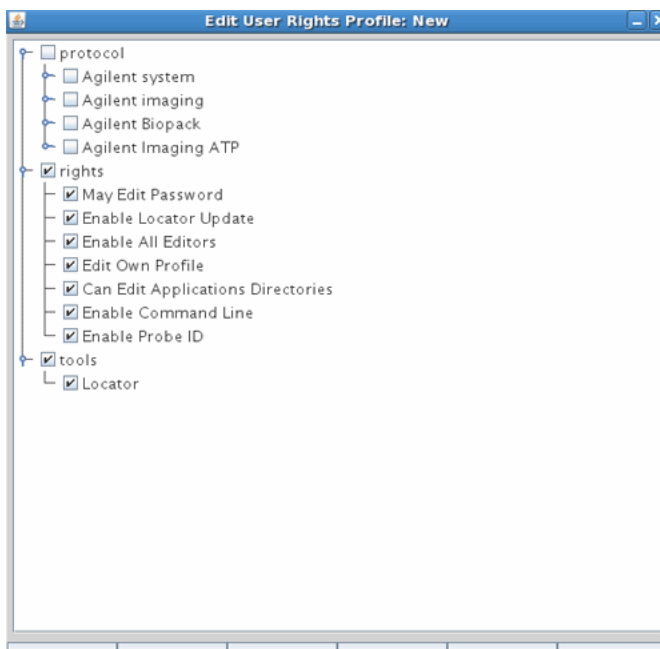 Edit User Rights Profile: New
protocol
Agilent system
Agilent imaging
Agilent Biopack
Agilent Imaging ATP
rights
May Edit Password
Enable Locator Update
Enable All Editors
Edit Own Profile
Can Edit Applications Directories
Enable Command Line
Enable Probe ID
tools
Locator